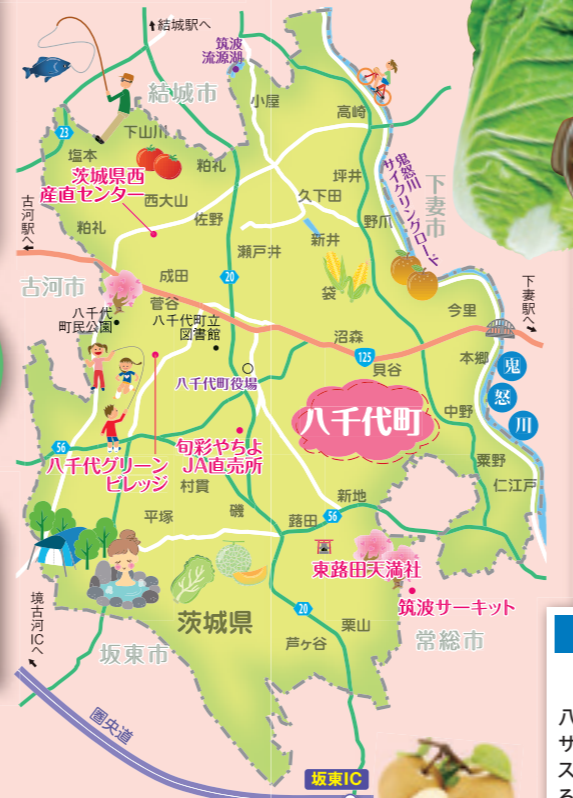 ↑結城駅へ
筑波
流源湖
結城市
小屋
高崎
23
下山川
塩本
粕礼
坪井
鬼怒川
サイクリングロード
下妻市
茨城県西
産直センター
久下田
西大山
古河駅へ
粕礼
佐野
野爪
新井
瀬戸井
古河市
成田
20
袋
下妻駅へ
菅谷
今里
八千代
町民公園
八千代町立
図書館
沼森
125
貝谷
本郷
鬼怒川
八千代町役場
八千代町
中野
56
旬彩やちよ
JA直売所
八千代グリーン
ビレッジ
粟野
村貫
仁江戸
新地
平塚
磯
蕗田
56
東蕗田天満社
筑波サーキット
境古河ICへ
茨城県
20
栗山
坂東市
芦ヶ谷
常総市
圏央道
坂東IC
八
サ
ス